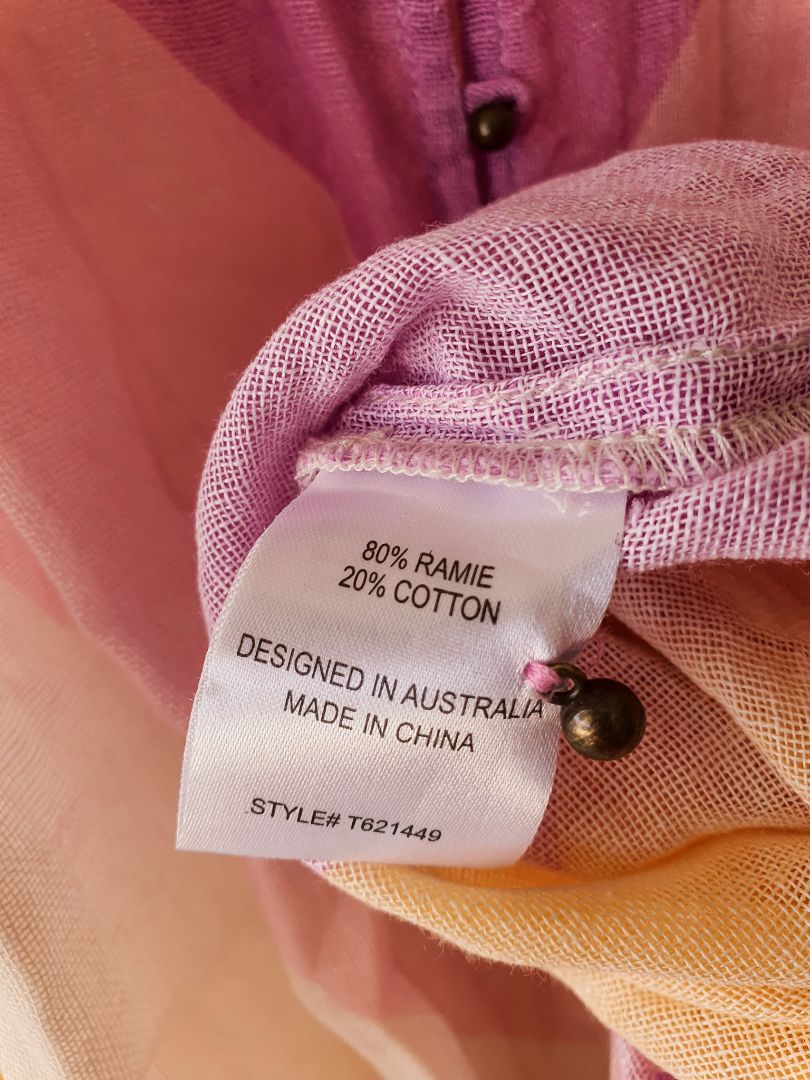 80% RAMIE
20% COTTON
DESIGNED IN AUSTRALIA
MADE IN CHINA
STYLE# T621449